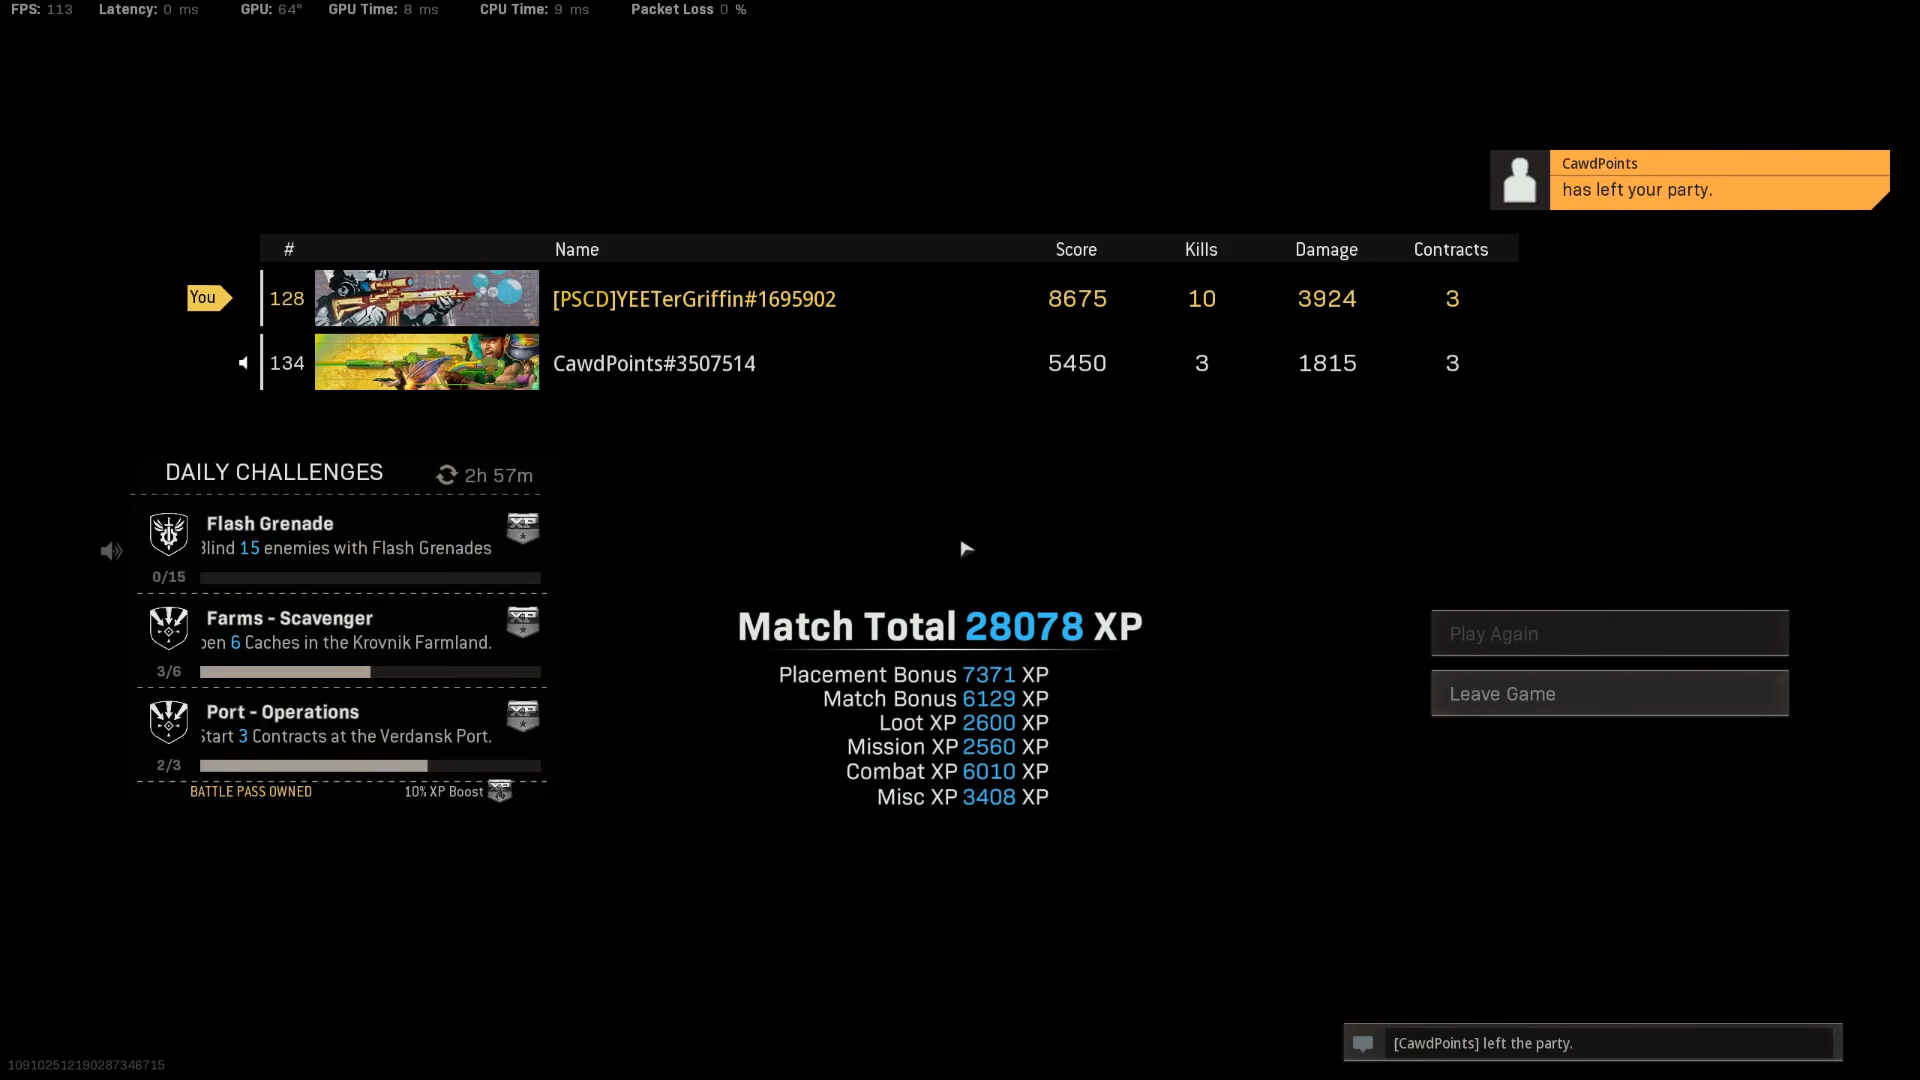 FPS: 113 Latency: 0 ms GPU: 64° GPU Time: 8 ms CPU Time: 9 ms Packet Loss 0 %
CawdPoints
has left your party.
# Name Score Kills Damage Contracts
You 128 [PSCD]YEETerGriffin#1695902 8675 10 3924 3
134 CawdPoints#3507514 5450 3 1815 3
DAILY CHALLENGES 2h 57m
Flash Grenade XP
Blind 15 enemies with Flash Grenades
0/15
Farms - Scavenger XP
pen 6 Caches in the Krovnik Farmland.
3/6
Port - Operations XP
Start 3 Contracts at the Verdansk Port.
2/3
BATTLE PASS OWNED 10% XP Boost
Match Total 28078 XP
Placement Bonus 7371 XP
Match Bonus 6129 XP
Loot XP 2600 XP
Mission XP 2560 XP
Combat XP 6010 XP
Misc XP 3408 XP
Play Again
Leave Game
[CawdPoints] left the party.
109102512190287346715